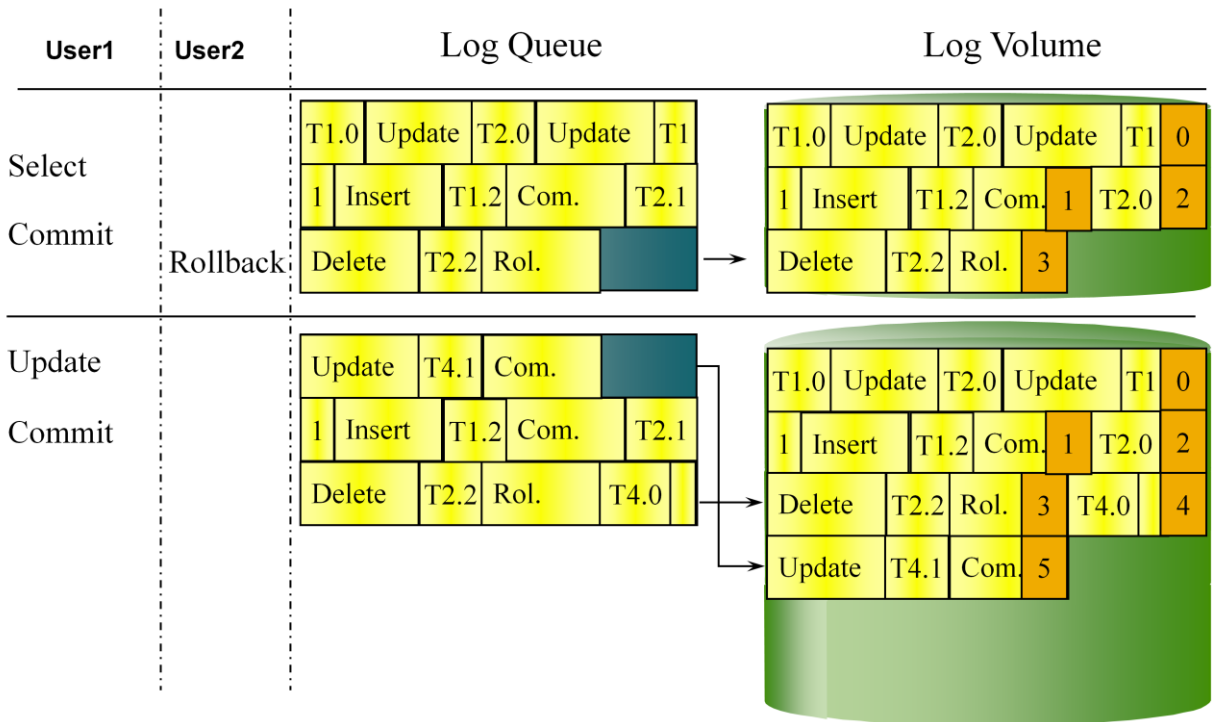 User1 User2 Log Queue Log Volume
T1.0 Update T2.0 Update T1 T1.0 Update T2.0 Update T1 0
Select
1 Insert T1.2 Com. T2.1 1 Insert T1.2 Com. 1 T2.0 2
Commit
Rollback Delete T2.2 Rol. Delete T2.2 Rol. 3
Update Update T4.1 Com. T1.0 Update T2.0 Update T1 0
Commit 1 Insert T1.2 Com. T2.1 1 Insert T1.2 Com. 1 T2.0 2
Delete T2.2 Rol. T4.0 Delete T2.2 Rol. 3 T4.0 4
Update T4.1 Com. 5